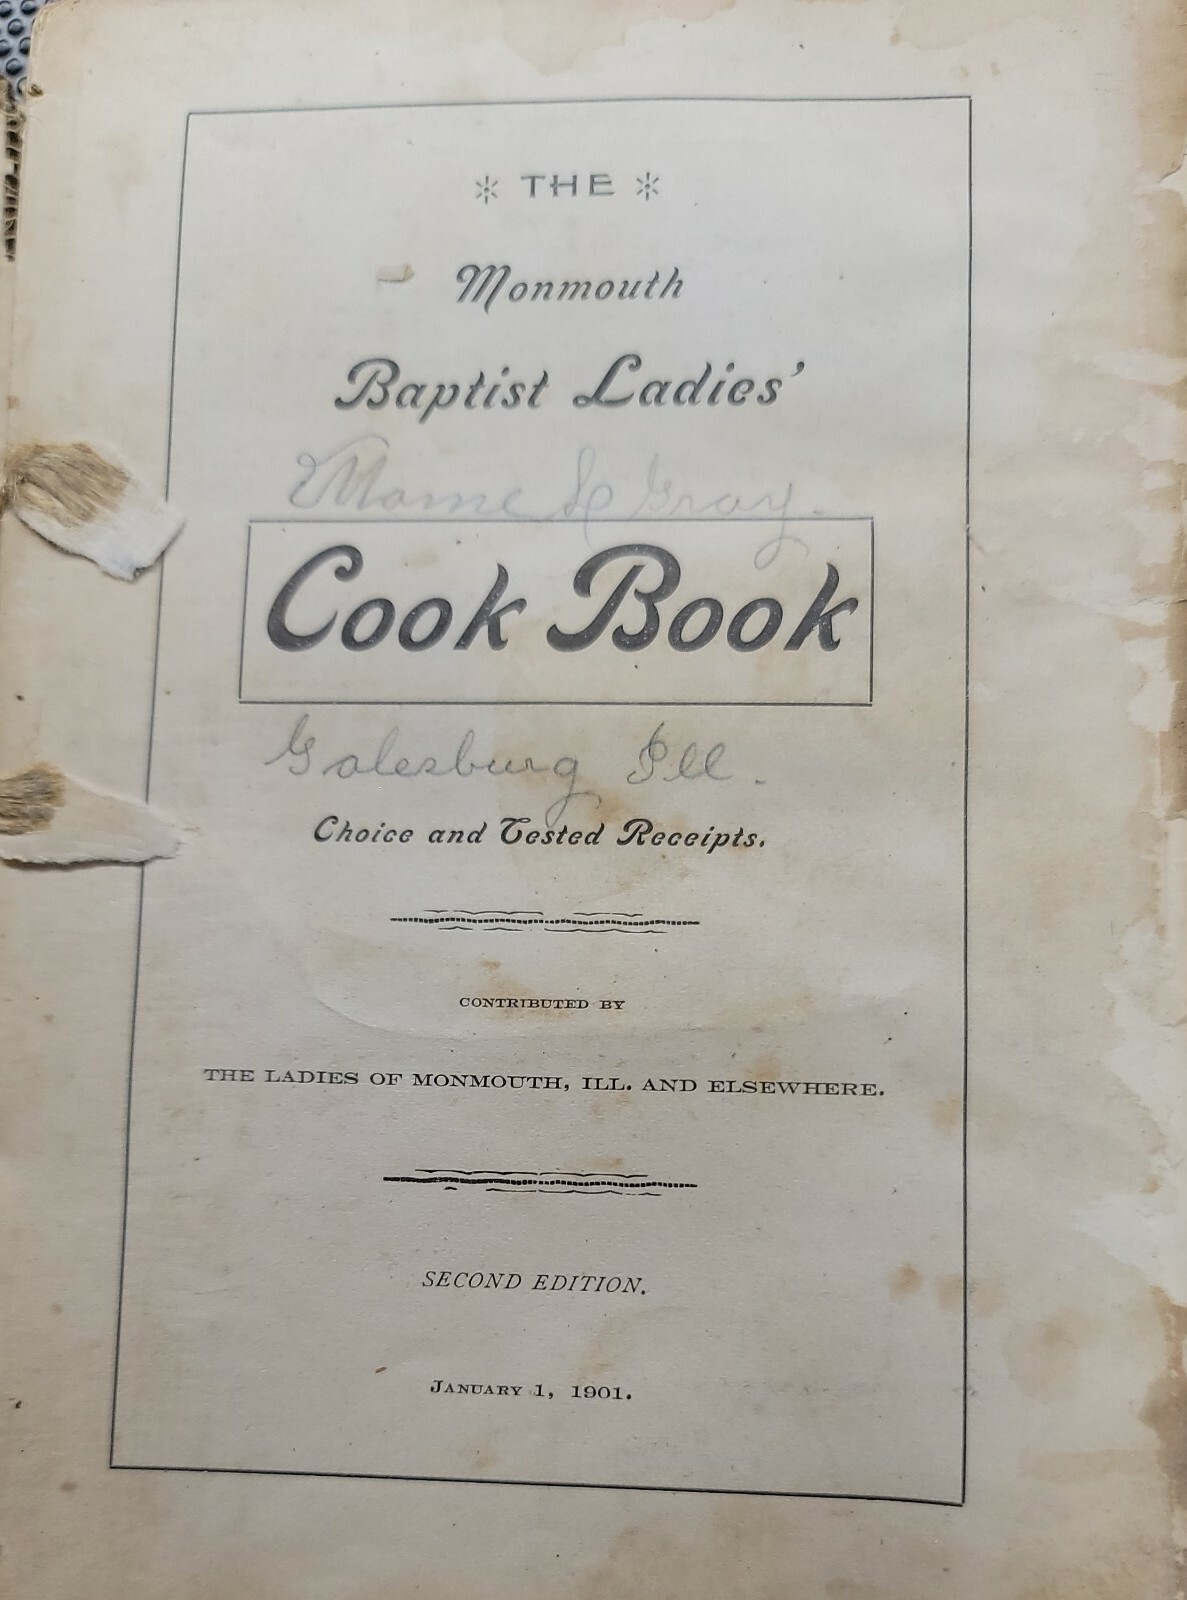 THE
Monmouth
Baptist Ladies'
Mame L Gray.
Cook Book
Galesburg Ill.
Choice and Tested Receipts.
CONTRIBUTED BY
THE LADIES OF MONMOUTH, ILL. AND ELSEWHERE.
SECOND EDITION.
JANUARY 1, 1901.